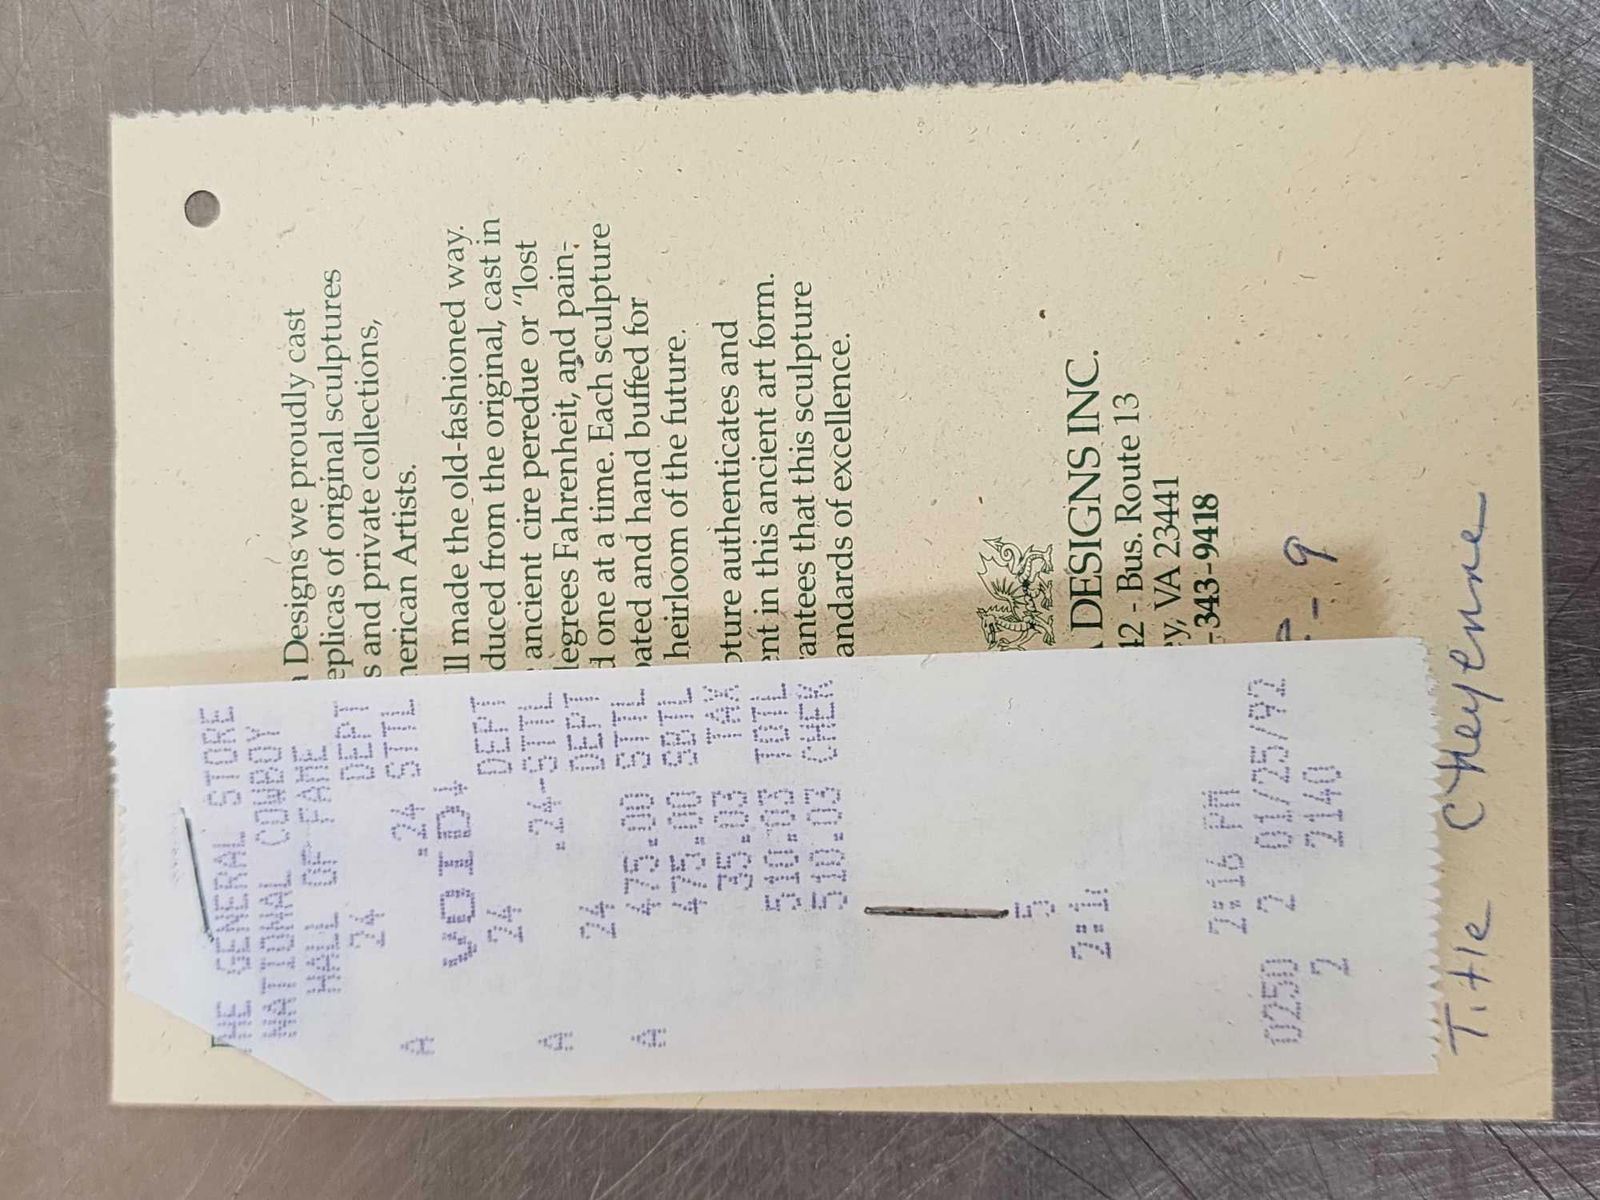 Designs we proudly cast
eplicas of original sculptures
s and private collections,
nerican Artists.
ll made the old-fashioned way.
duced from the original, cast in
ancient cire peredue or "lost
legrees Fahrenheit, and pain-
d one at a time. Each sculpture
oated and hand buffed for
heirloom of the future.
pture authenticates and
ent in this ancient art form.
rantees that this sculpture
andards of excellence.
A DESIGNS INC.
42 - Bus. Route 13
ey, VA 23441
-343-9418
- 9
Title Cheyenne
THE GENERAL STORE
NATIONAL COWBOY
HALL OF FAME
24 DEPT
A .24 STTL
VOID↓
24 DEPT
A .24-STTL
24 DEPT
A 475.00 STTL
475.00 SBTL
35.03 TAX
510.03 TOTL
510.03 CHEK
5
2:16 PM
0250 2 01/25/92
2 2140